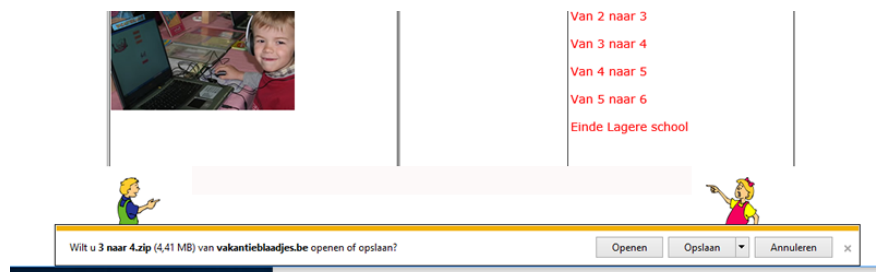 Van 2 naar 3
Van 3 naar 4
Van 4 naar 5
Van 5 naar 6
Einde Lagere school
Wilt u 3 naar 4.zip (4,41 MB) van vakantieblaadjes.be openen of opslaan?
Openen
Opslaan
Annuleren